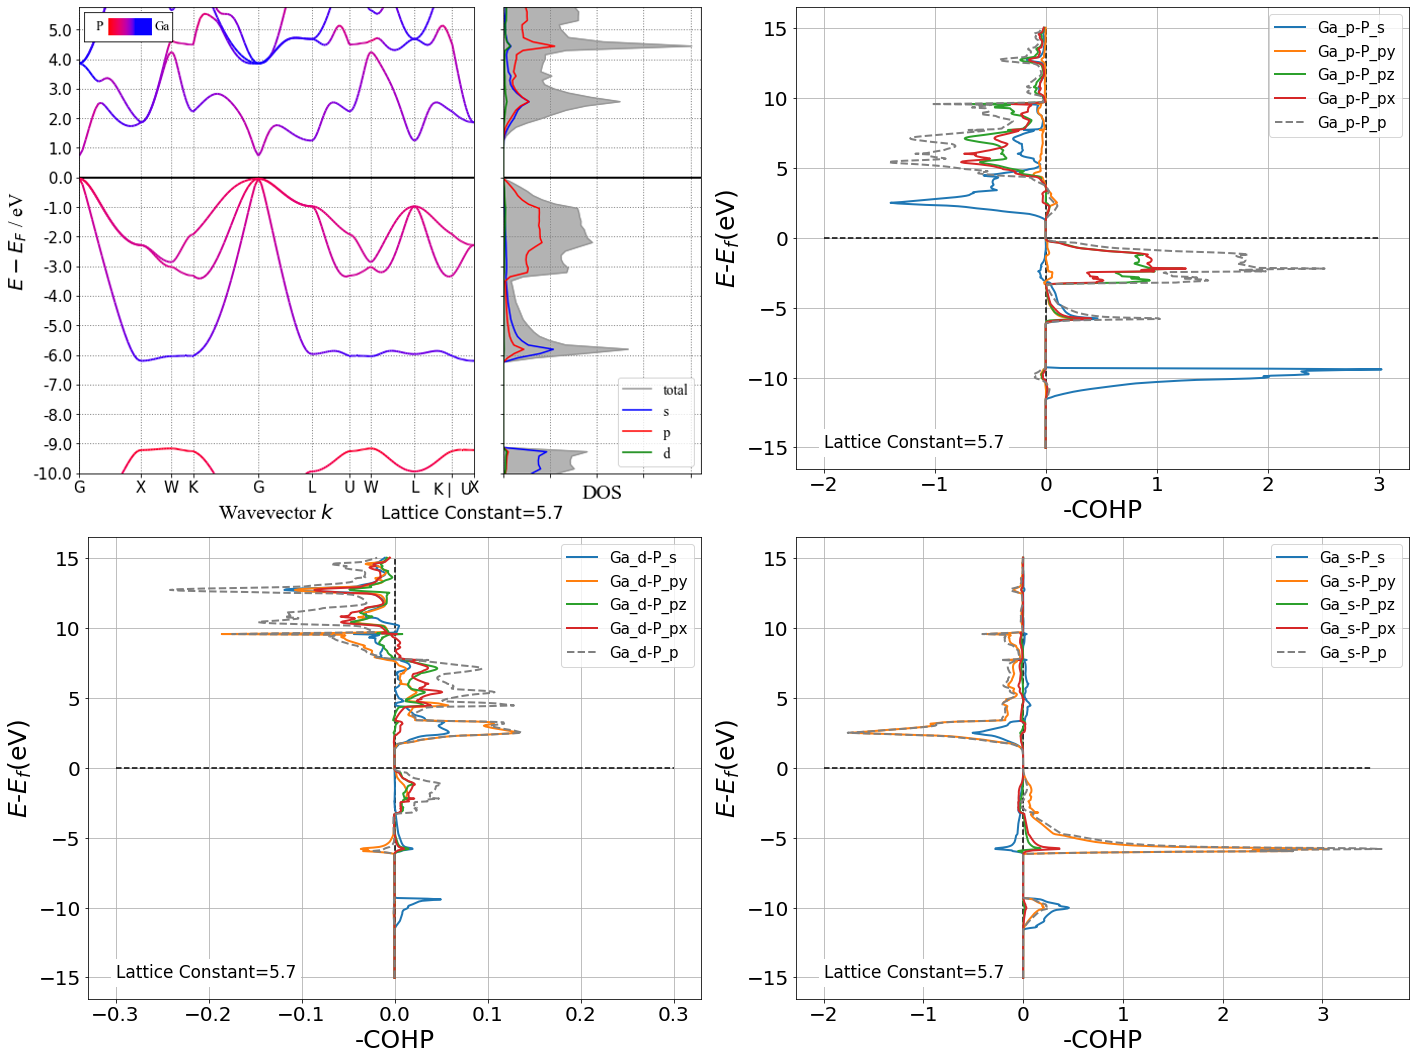 P Ga
5.0
4.0
3.0
2.0
1.0
0.0
-1.0
-2.0
-3.0
-4.0
-5.0
-6.0
-7.0
-8.0
-9.0
-10.0
E − E_F / eV
G X W K G L U W L K | U X
Wavevector k
Lattice Constant=5.7
total
s
p
d
DOS
15
10
5
0
−5
−10
−15
E-E_f(eV)
Ga_p-P_s
Ga_p-P_py
Ga_p-P_pz
Ga_p-P_px
Ga_p-P_p
Lattice Constant=5.7
−2 −1 0 1 2 3
-COHP
15
10
5
0
−5
−10
−15
E-E_f(eV)
Ga_d-P_s
Ga_d-P_py
Ga_d-P_pz
Ga_d-P_px
Ga_d-P_p
Lattice Constant=5.7
−0.3 −0.2 −0.1 0.0 0.1 0.2 0.3
-COHP
15
10
5
0
−5
−10
−15
E-E_f(eV)
Ga_s-P_s
Ga_s-P_py
Ga_s-P_pz
Ga_s-P_px
Ga_s-P_p
Lattice Constant=5.7
−2 −1 0 1 2 3
-COHP